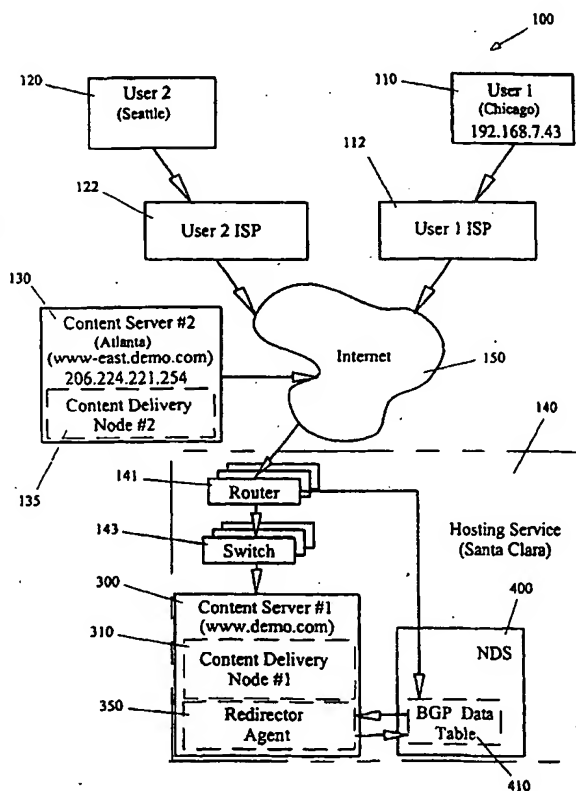 100
120
User 2
(Seattle)
110
User 1
(Chicago)
192.168.7.43
122
User 2 ISP
112
User 1 ISP
130
Content Server #2
(Atlanta)
(www-east.demo.com)
206.224.221.254
Content Delivery
Node #2
135
Internet
150
140
141
Router
143
Switch
Hosting Service
(Santa Clara)
300
Content Server #1
(www.demo.com)
310
Content Delivery
Node #1
350
Redirector
Agent
400
NDS
BGP Data
Table
410